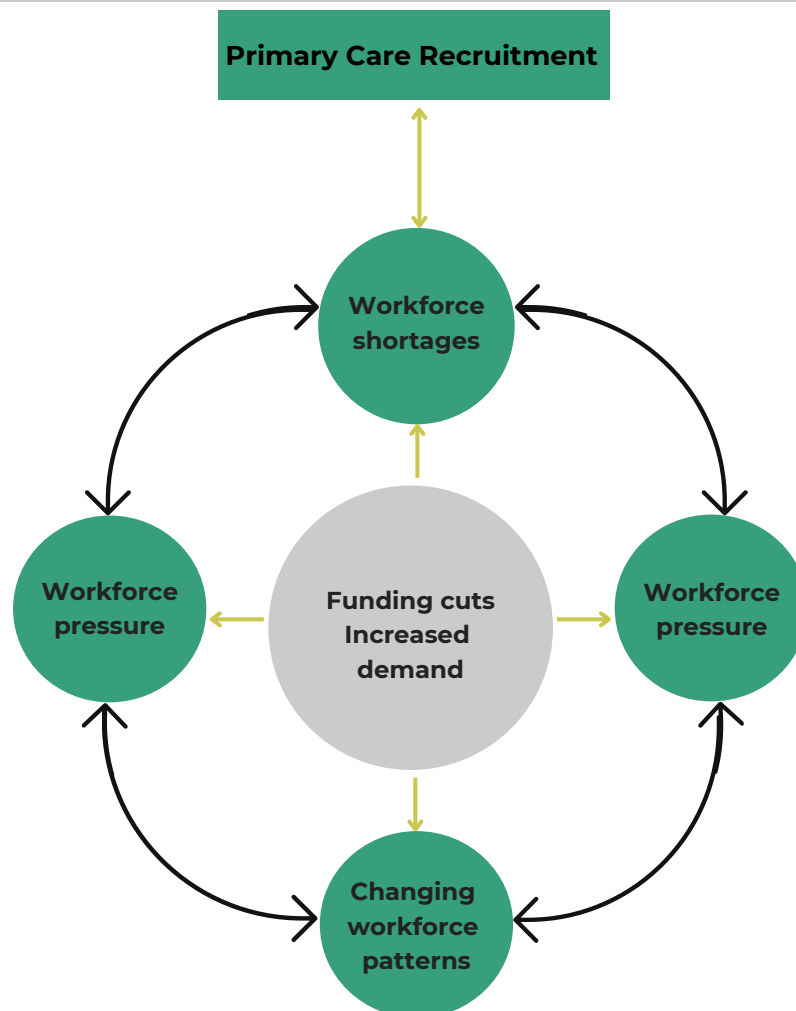 Primary Care Recruitment
Workforce
shortages
Workforce
pressure
Funding cuts
Increased
demand
Workforce
pressure
Changing
workforce
patterns